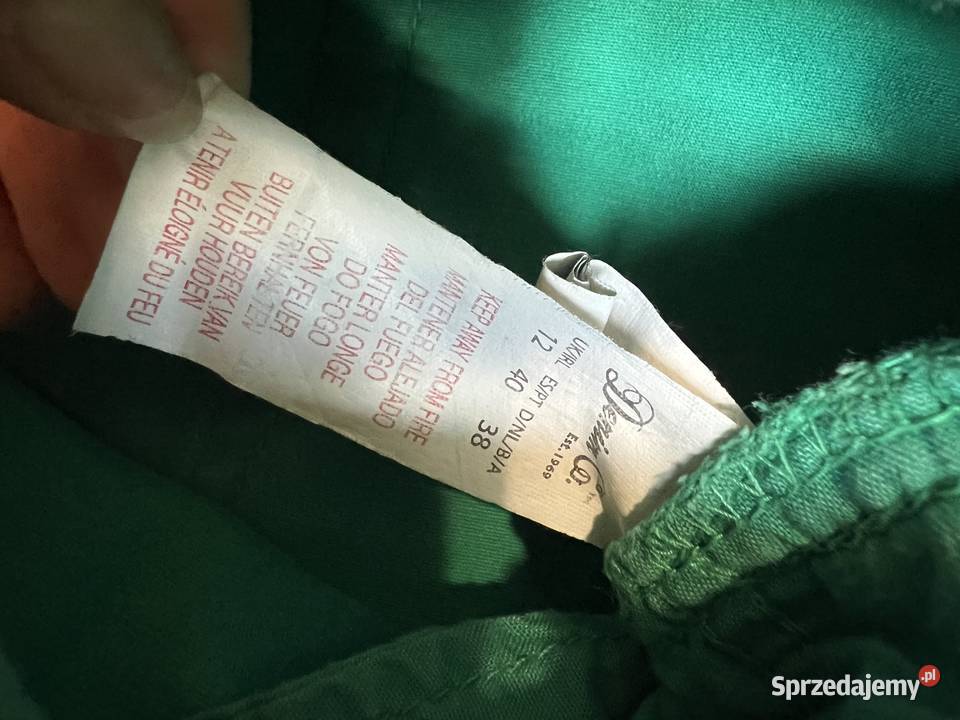 Denim Co.
EST. 1969
UK/IRL ES/PT D/NL/B/A
12 40 38
KEEP AWAY FROM FIRE
MANTENER ALEJADO
DEL FUEGO
MANTER LONGE
DO FOGO
VON FEUER
FERNHALTEN
BUITEN BEREIK VAN
VUUR HOUDEN
A TENIR ÉLOIGNÉ DU FEU
Sprzedajemy.pl